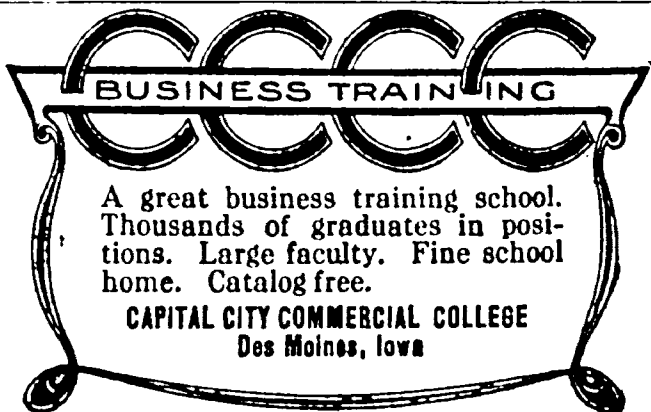 CCCC
BUSINESS TRAINING
A great business training school.
Thousands of graduates in posi-
tions. Large faculty. Fine school
home. Catalog free.
CAPITAL CITY COMMERCIAL COLLEGE
Des Moines, Iowa